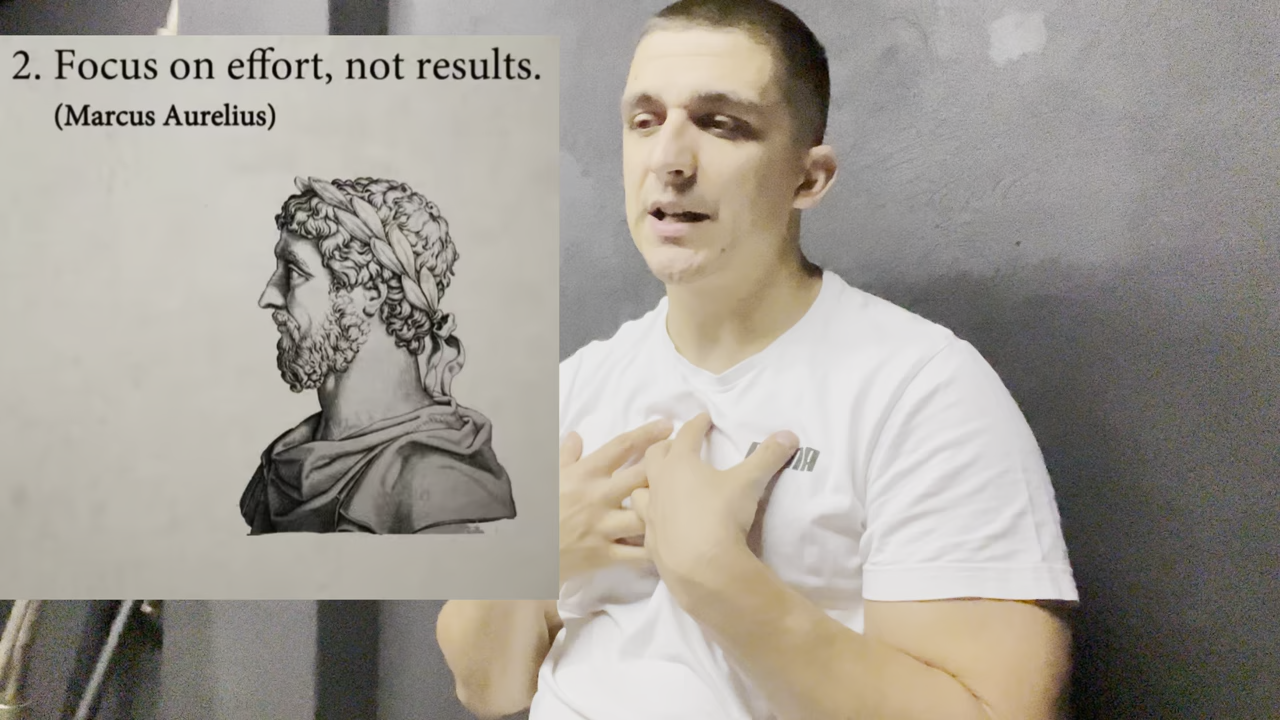 2. Focus on effort, not results.
(Marcus Aurelius)